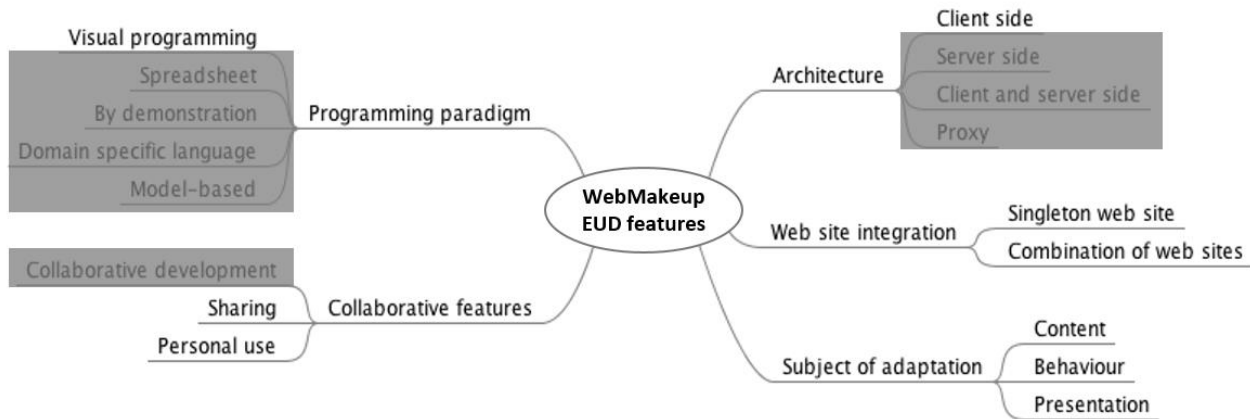 Visual programming
Spreadsheet
By demonstration
Domain specific language
Model-based
Programming paradigm
Collaborative development
Sharing
Personal use
Collaborative features
WebMakeup
EUD features
Architecture
Client side
Server side
Client and server side
Proxy
Web site integration
Singleton web site
Combination of web sites
Subject of adaptation
Content
Behaviour
Presentation